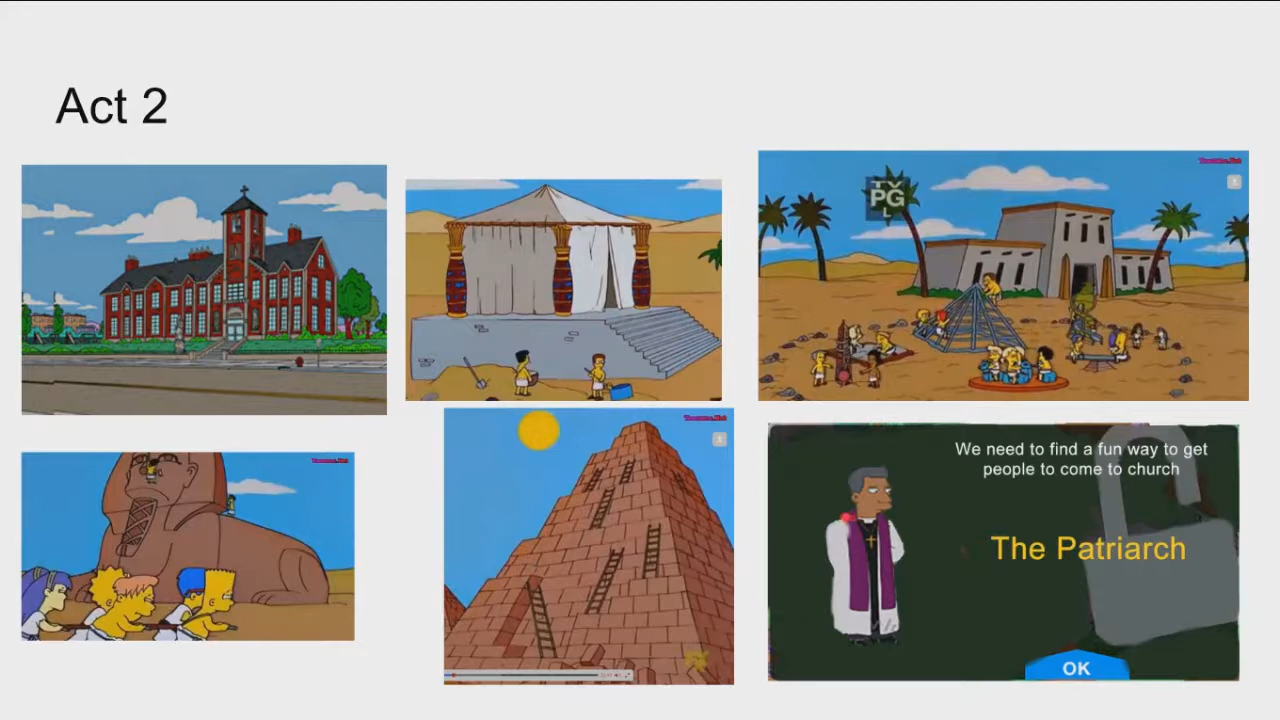 Act 2
TV
PG
L
We need to find a fun way to get
people to come to church
The Patriarch
OK